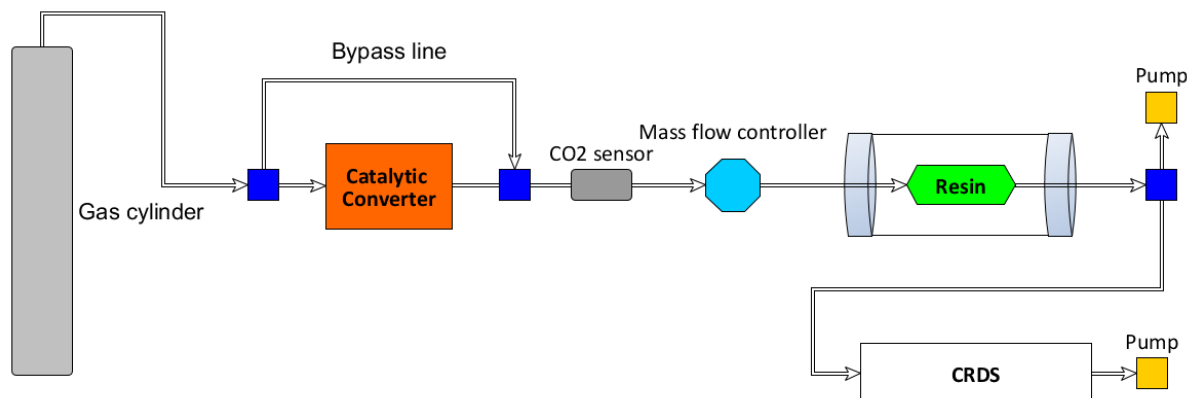 Bypass line
Pump
Mass flow controller
CO2 sensor
Catalytic
Converter
Resin
Gas cylinder
Pump
CRDS